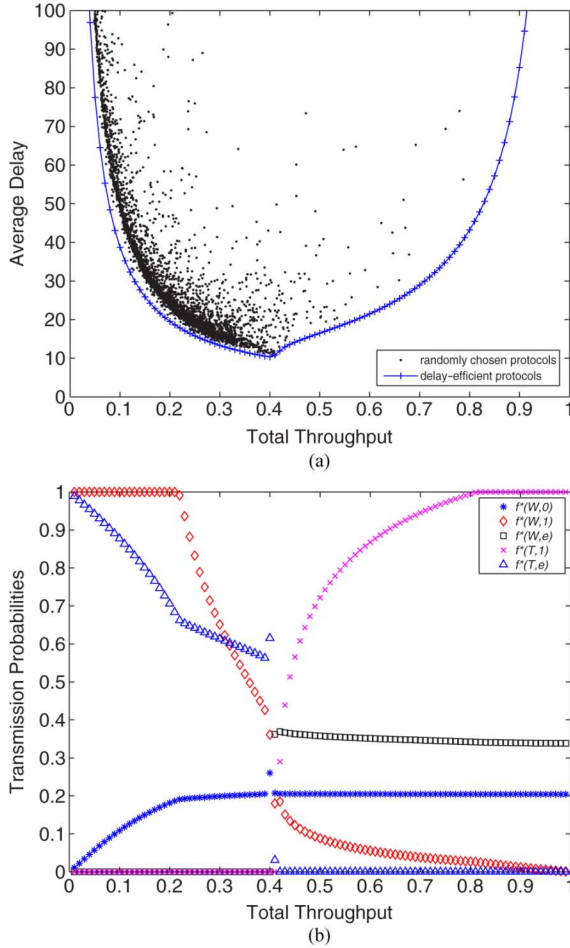 100
90
80
70
60
50
40
30
20
10
0
Average Delay
randomly chosen protocols
delay-efficient protocols
0 0.1 0.2 0.3 0.4 0.5 0.6 0.7 0.8 0.9 1
Total Throughput
(a)
1
0.9
0.8
0.7
0.6
0.5
0.4
0.3
0.2
0.1
0
Transmission Probabilities
f*(W,0)
f*(W,1)
f*(W,e)
f*(T,1)
f*(T,e)
0 0.1 0.2 0.3 0.4 0.5 0.6 0.7 0.8 0.9 1
Total Throughput
(b)